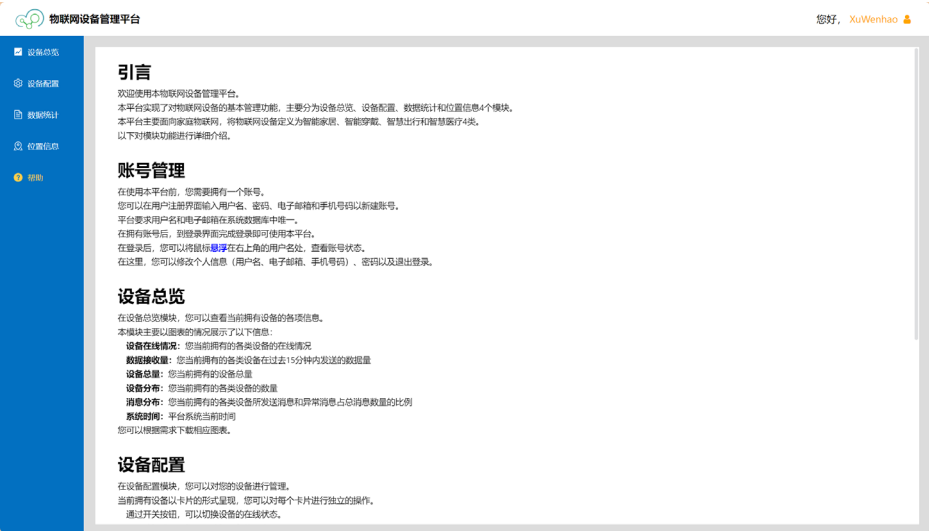 物联网设备管理平台
您好， XuWenhao
设备总览
设备配置
数据统计
位置信息
帮助
引言
欢迎使用本物联网设备管理平台。
本平台实现了对物联网设备的基本管理功能，主要分为设备总览、设备配置、数据统计和位置信息4个模块。
本平台主要面向家庭物联网，将物联网设备定义为智能家居、智能穿戴、智慧出行和智慧医疗4类。
以下对模块功能进行详细介绍。
账号管理
在使用本平台前，您需要拥有一个账号。
您可以在用户注册界面输入用户名、密码、电子邮箱和手机号码以新建账号。
平台要求用户名和电子邮箱在系统数据库中唯一。
在拥有账号后，到登录界面完成登录即可使用本平台。
在登录后，您可以将鼠标悬浮在右上角的用户名处，查看账号状态。
在这里，您可以修改个人信息（用户名、电子邮箱、手机号码）、密码以及退出登录。
设备总览
在设备总览模块，您可以查看当前拥有设备的各项信息。
本模块主要以图表的情况展示了以下信息：
设备在线情况：您当前拥有的各类设备的在线情况
数据接收量：您当前拥有的各类设备在过去15分钟内发送的数据量
设备总量：您当前拥有的设备总量
设备分布：您当前拥有的各类设备的数量
消息分布：您当前拥有的各类设备所发送消息和异常消息占总消息数量的比例
系统时间：平台系统当前时间
您可以根据需求下载相应图表。
设备配置
在设备配置模块，您可以对您的设备进行管理。
当前拥有设备以卡片的形式呈现，您可以对每个卡片进行独立的操作。
通过开关按钮，可以切换设备的在线状态。